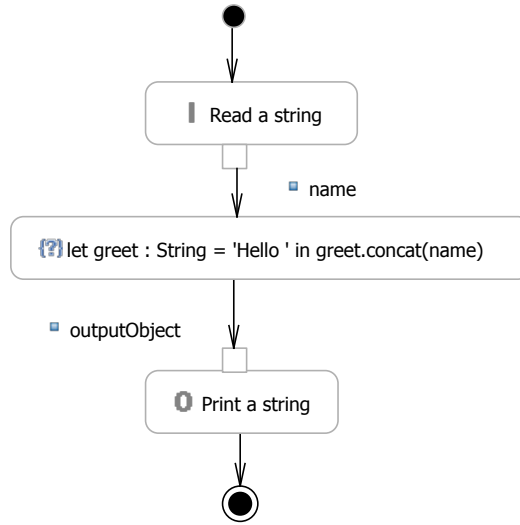 I Read a string
name
{?} let greet : String = 'Hello ' in greet.concat(name)
outputObject
O Print a string